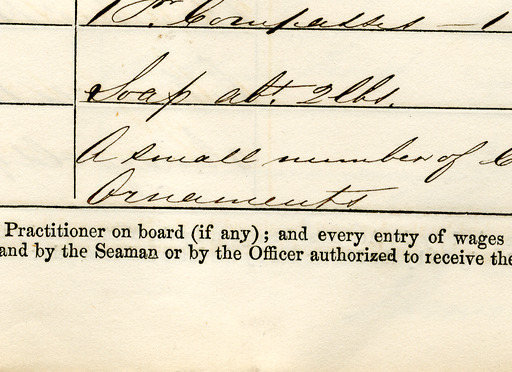 1 Pr. Compasses — 1
Soap abt. 2lbs.
A small number of
Ornaments
Practitioner on board (if any); and every entry of wages
and by the Seaman or by the Officer authorized to receive the